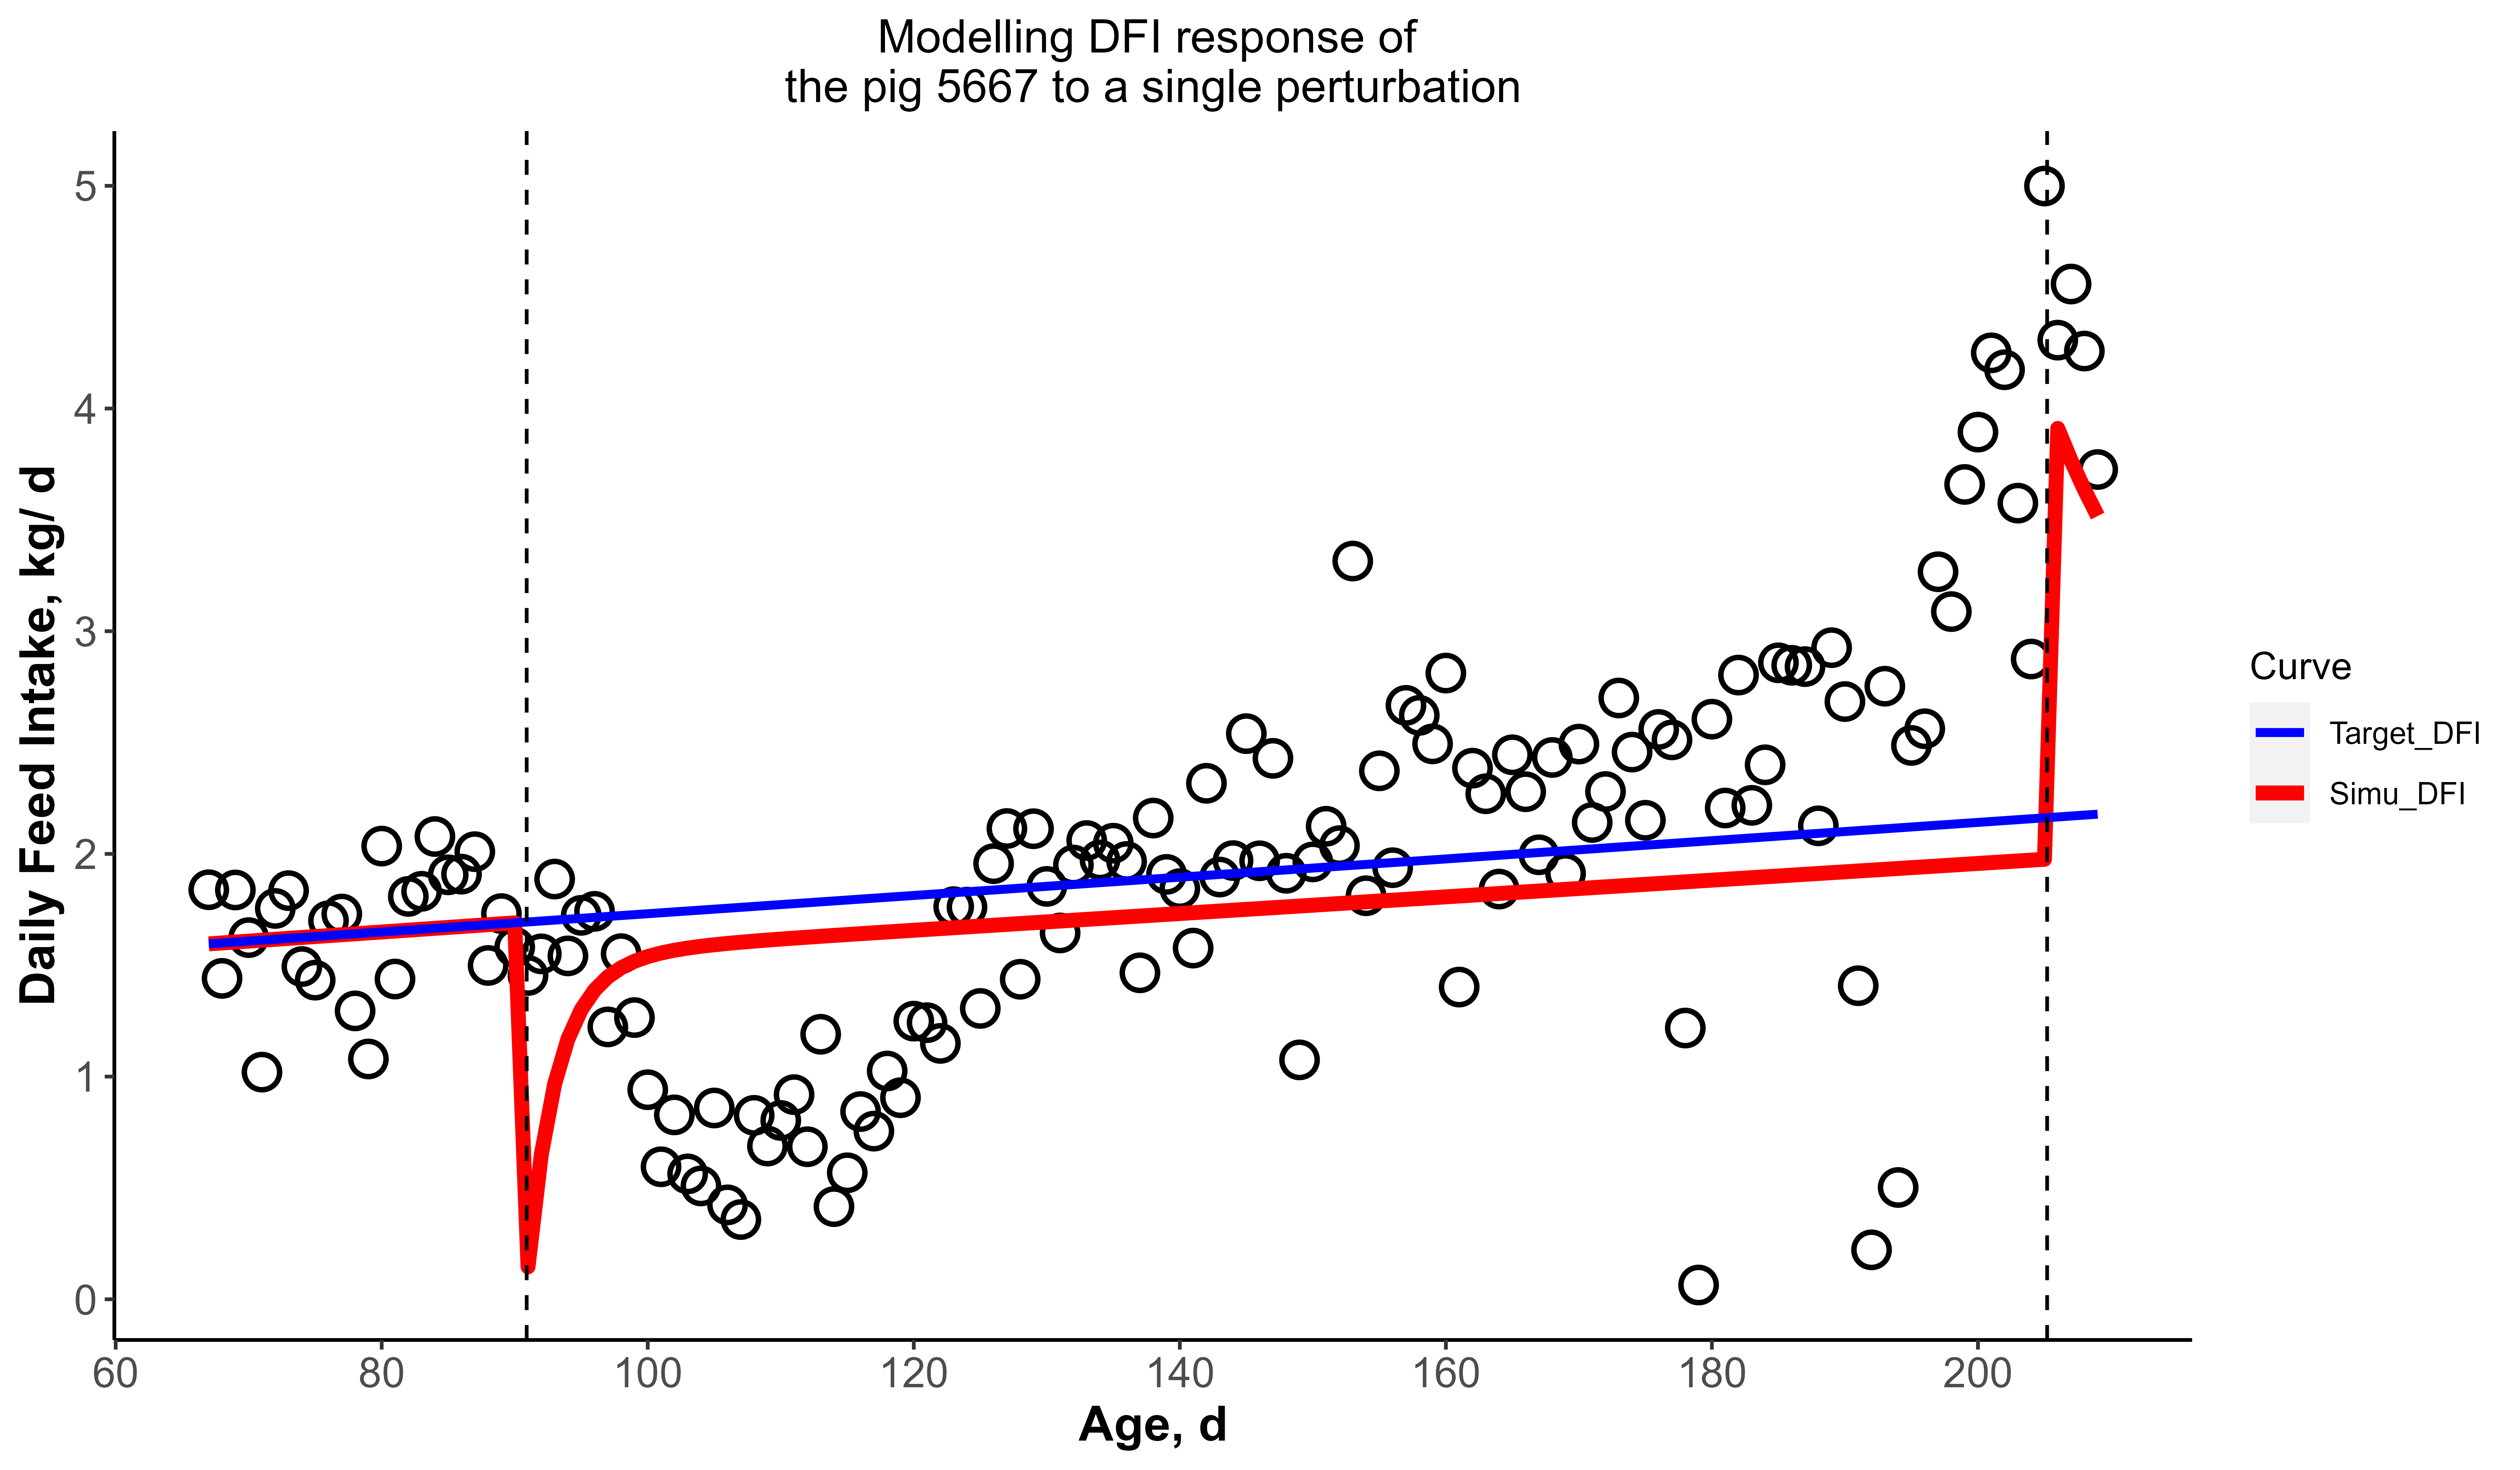 Modelling DFI response of
the pig 5667 to a single perturbation
Daily Feed Intake, kg/ d
5
4
3
2
1
0
60 80 100 120 140 160 180 200
Age, d
Curve
Target_DFI
Simu_DFI